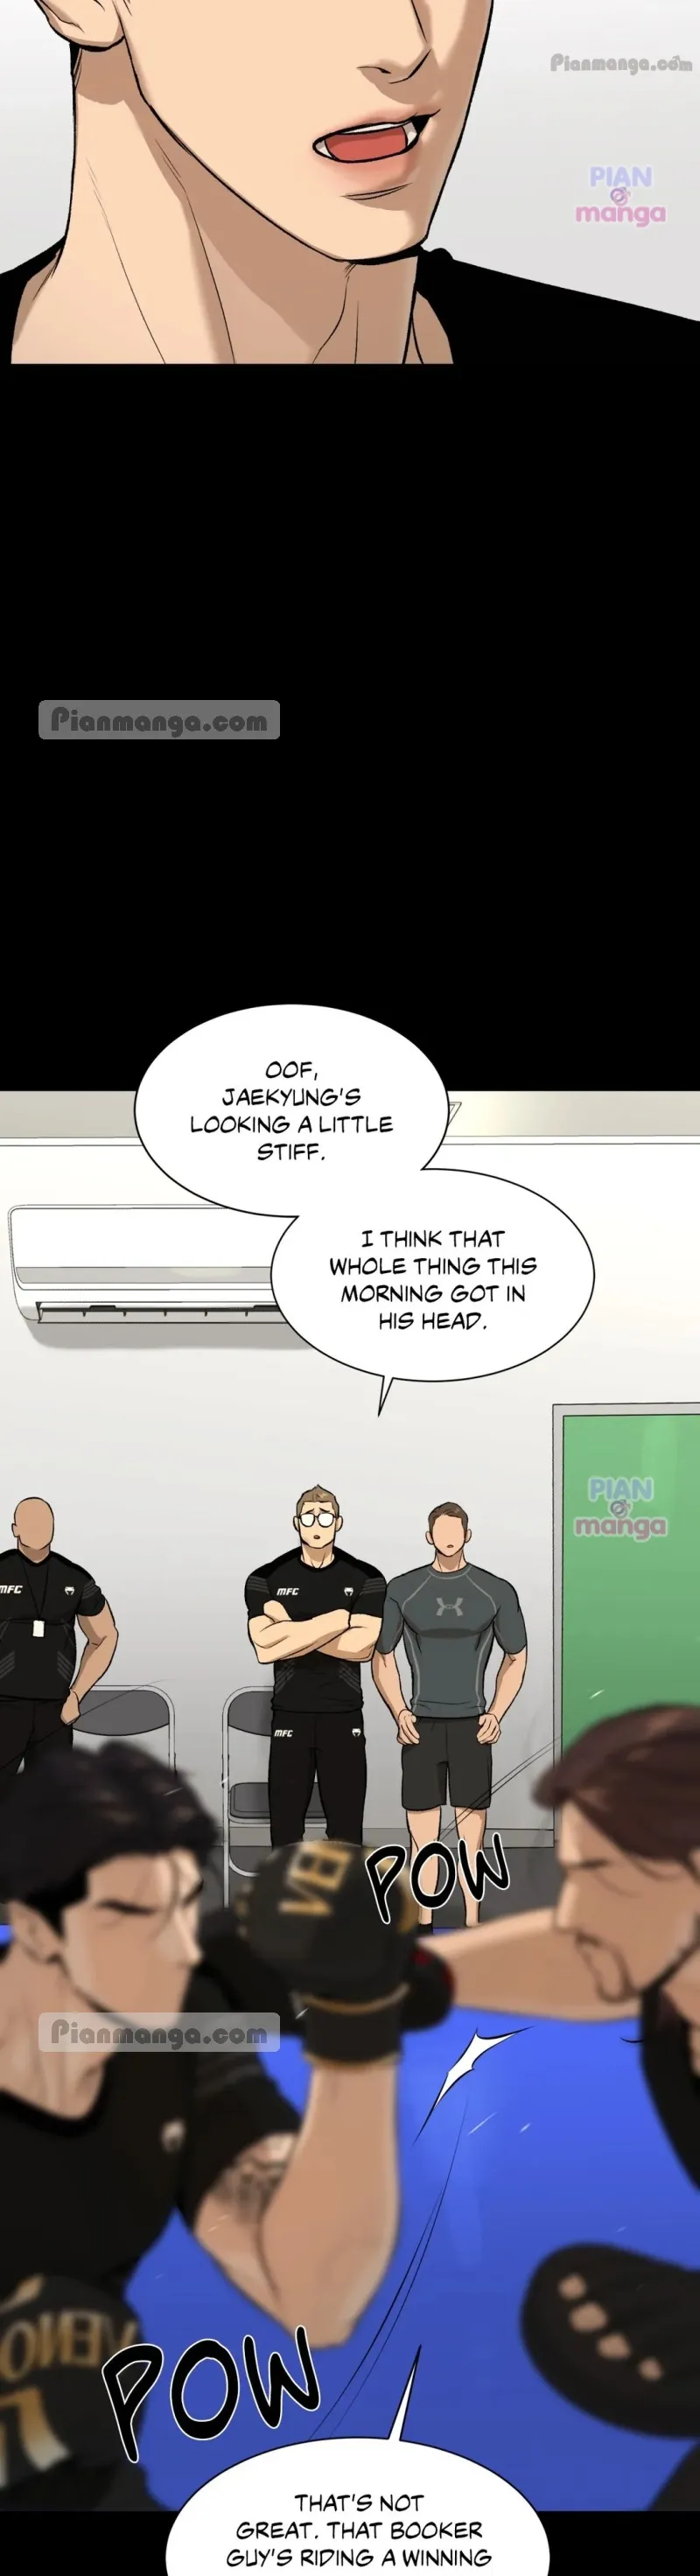 Pianmanga.com
PIAN
manga
Pianmanga.com
OOF,
JAEKYUNG'S
LOOKING A LITTLE
STIFF.
I THINK THAT
WHOLE THING THIS
MORNING GOT IN
HIS HEAD.
PIAN
manga
MFC
MFC
MFC
POW
VE
Pianmanga.com
VENO
POW
THAT'S NOT
GREAT. THAT BOOKER
GUY'S RIDING A WINNING